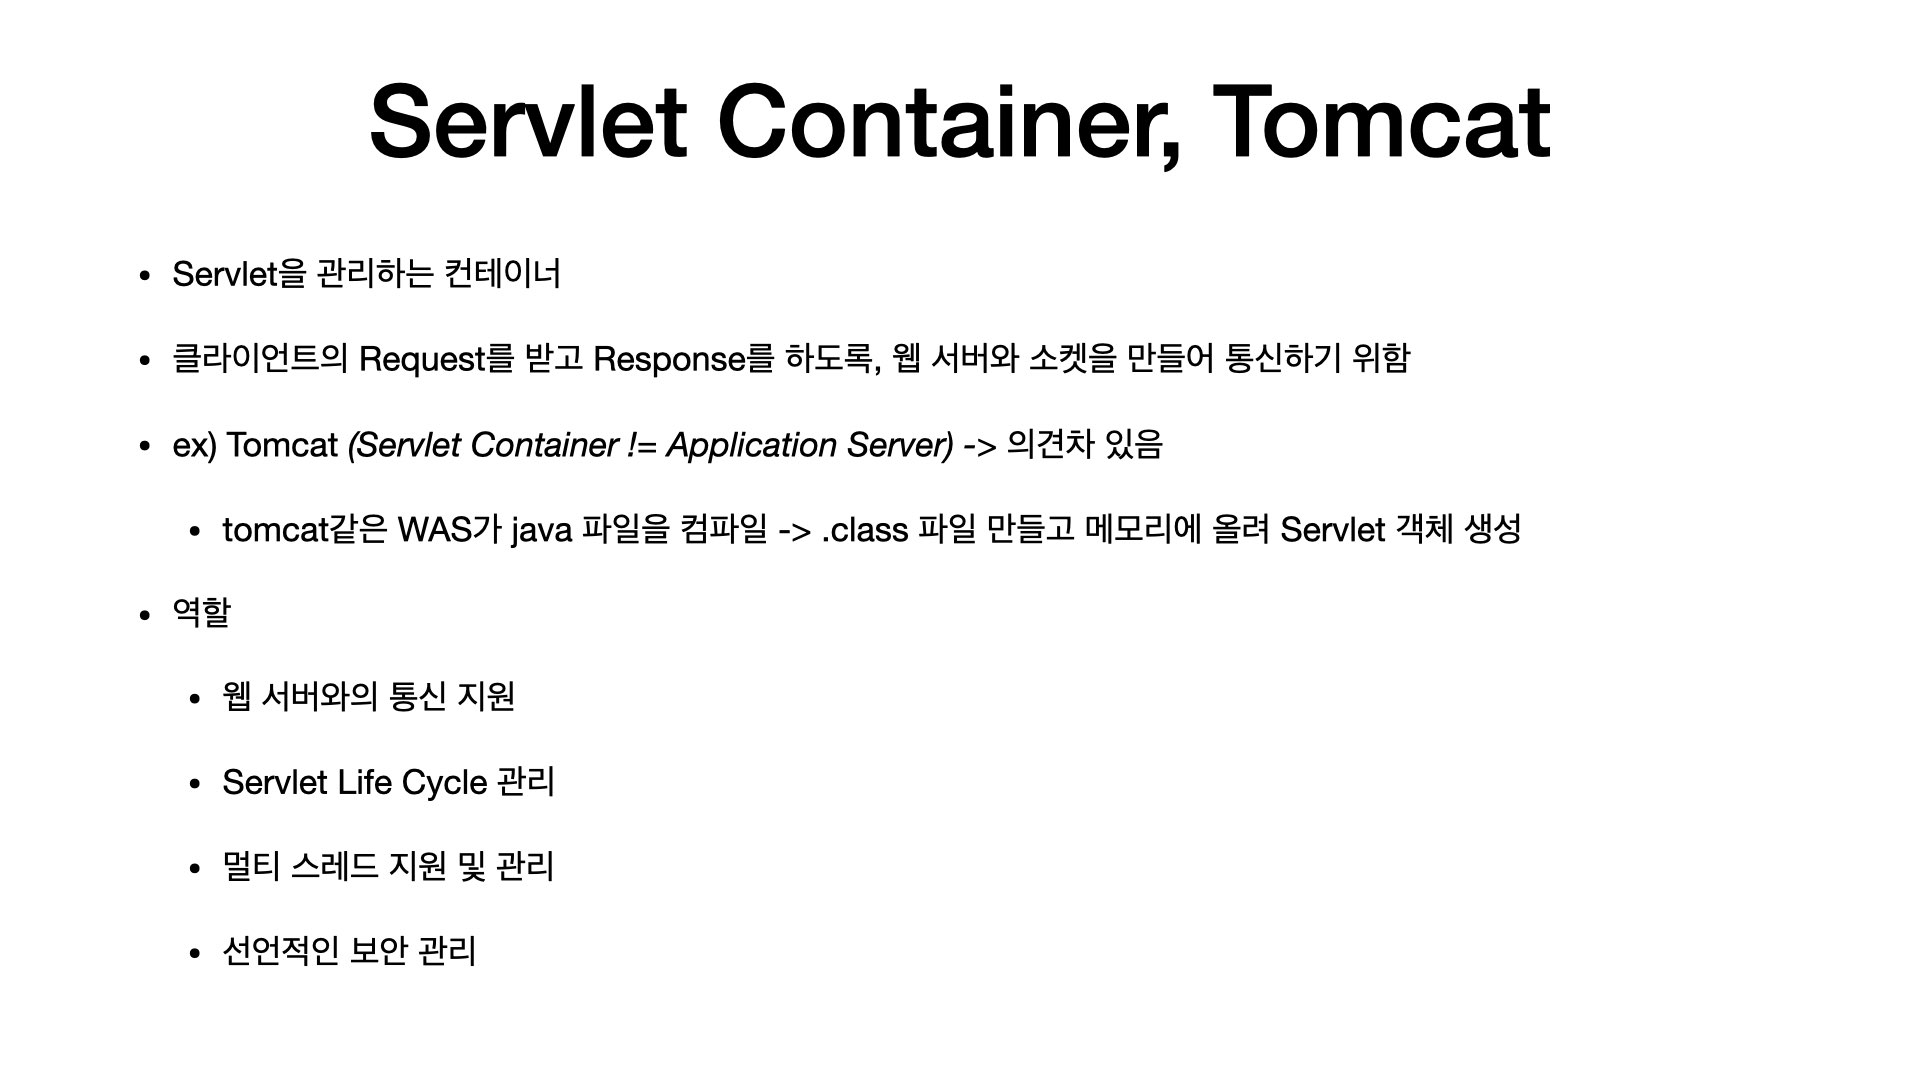 Servlet Container, Tomcat
• Servlet을 관리하는 컨테이너
• 클라이언트의 Request를 받고 Response를 하도록, 웹 서버와 소켓을 만들어 통신하기 위함
• ex) Tomcat (Servlet Container != Application Server) -> 의견차 있음
• tomcat같은 WAS가 java 파일을 컴파일 -> .class 파일 만들고 메모리에 올려 Servlet 객체 생성
• 역할
• 웹 서버와의 통신 지원
• Servlet Life Cycle 관리
• 멀티 스레드 지원 및 관리
• 선언적인 보안 관리